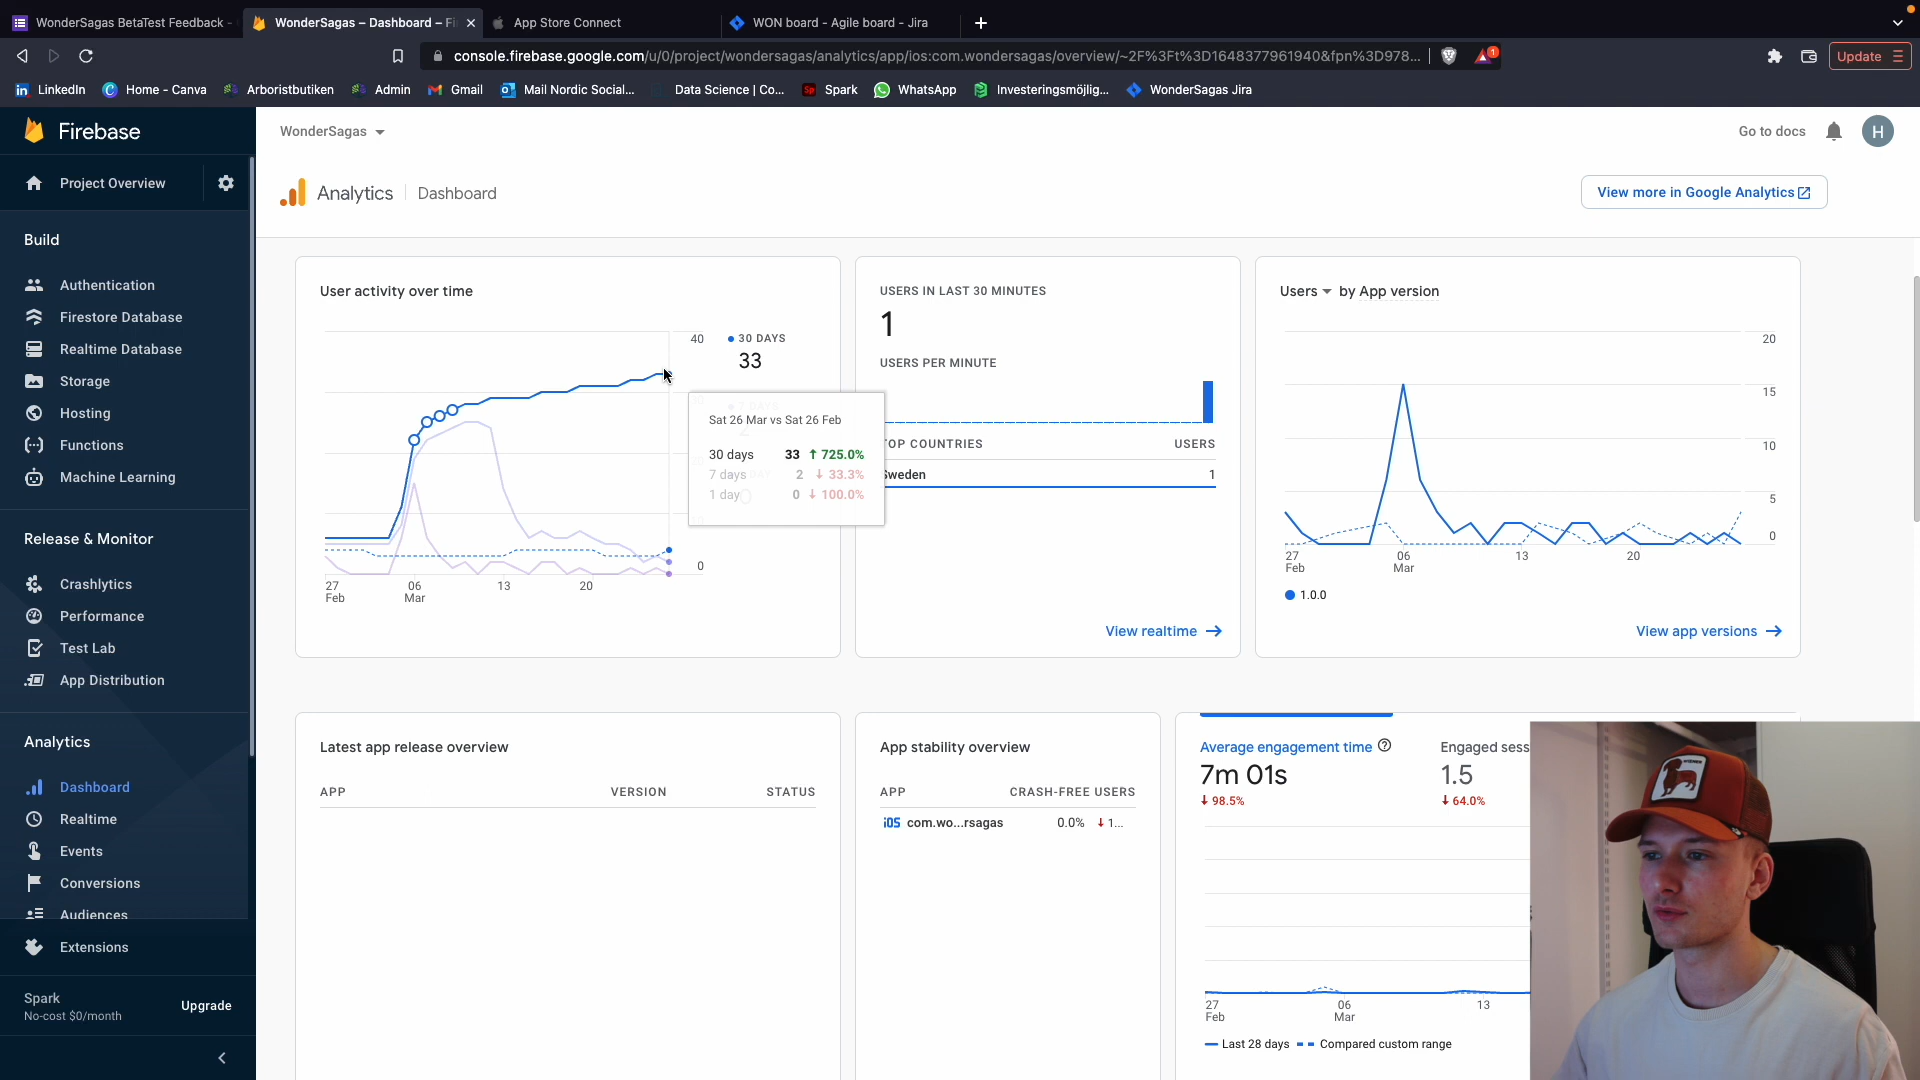 WonderSagas BetaTest Feedback -
WonderSagas – Dashboard – Fi
App Store Connect
WON board - Agile board - Jira
console.firebase.google.com/u/0/project/wondersagas/analytics/app/ios:com.wondersagas/overview/~2F%3Ft%3D1648377961940&fpn%3D978...
1
Update
LinkedIn
Home - Canva
Arboristbutiken
Admin
Gmail
Mail Nordic Social...
Data Science | Co...
Spark
WhatsApp
Investeringsmöjlig...
WonderSagas Jira
Firebase
WonderSagas
Go to docs
H
Project Overview
Analytics
Dashboard
View more in Google Analytics
Build
Authentication
Firestore Database
Realtime Database
Storage
Hosting
Functions
Machine Learning
Release & Monitor
Crashlytics
Performance
Test Lab
App Distribution
Analytics
Dashboard
Realtime
Events
Conversions
Audiences
Extensions
Spark
No-cost $0/month
Upgrade
User activity over time
40
30 DAYS
33
Sat 26 Mar vs Sat 26 Feb
30 days 33 ↑ 725.0%
7 days 2 ↓ 33.3%
1 day 0 ↓ 100.0%
0
27 Feb
06 Mar
13
20
USERS IN LAST 30 MINUTES
1
USERS PER MINUTE
TOP COUNTRIES USERS
Sweden 1
View realtime
Users by App version
20
15
10
5
0
27 Feb
06 Mar
13
20
1.0.0
View app versions
Latest app release overview
APP VERSION STATUS
App stability overview
APP CRASH-FREE USERS
iOS com.wo...rsagas 0.0% ↓ 1...
Average engagement time
7m 01s
↓ 98.5%
Engaged sess
1.5
↓ 64.0%
27 Feb
06 Mar
13
Last 28 days Compared custom range